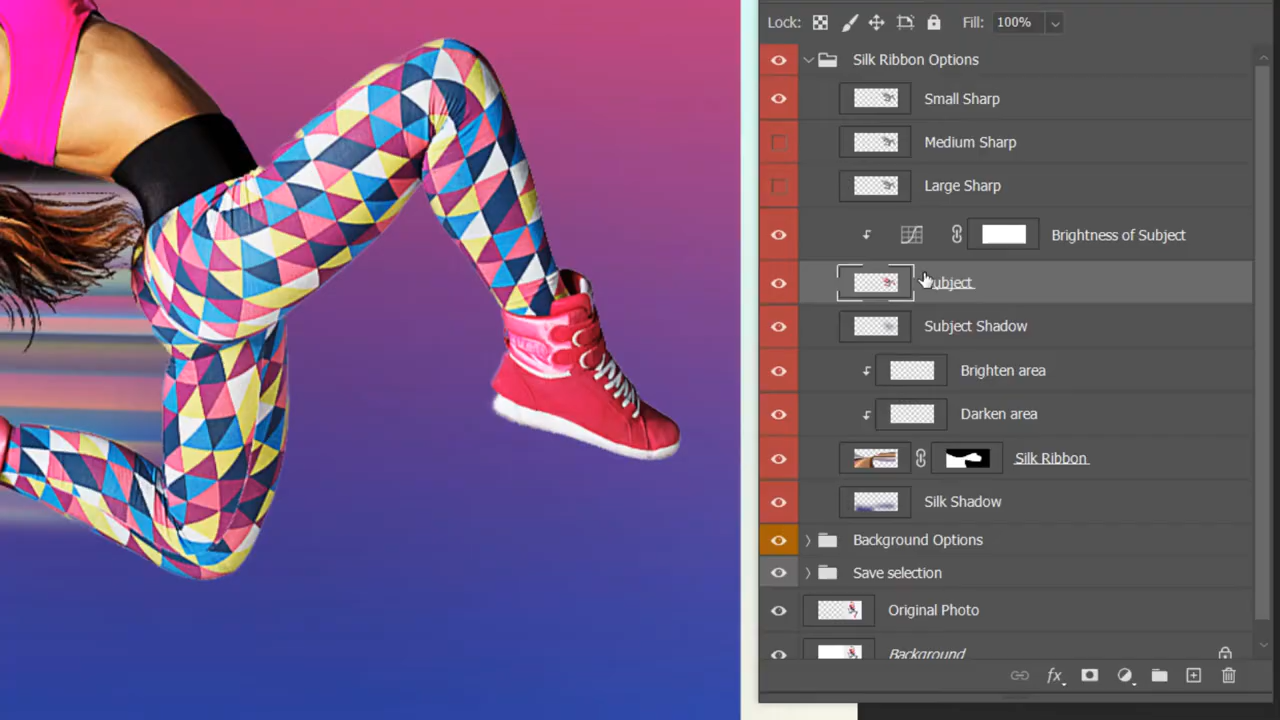 Lock:
Fill: 100%
Silk Ribbon Options
Small Sharp
Medium Sharp
Large Sharp
Brightness of Subject
Subject
Subject Shadow
Brighten area
Darken area
Silk Ribbon
Silk Shadow
Background Options
Save selection
Original Photo
Background
fx